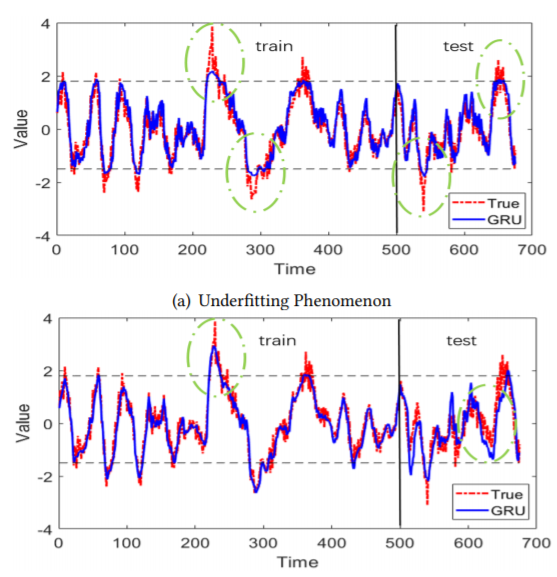 4
train
test
2
Value
0
-2
True
GRU
-4
0 100 200 300 400 500 600 700
Time
(a) Underfitting Phenomenon
4
train
test
2
Value
0
-2
True
GRU
-4
0 100 200 300 400 500 600 700
Time